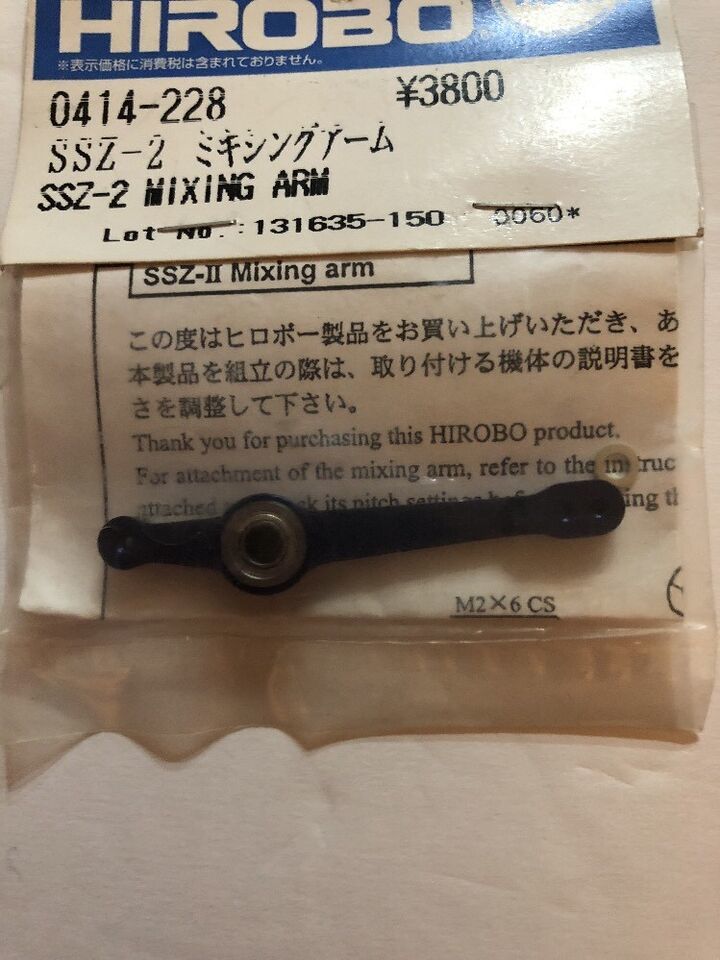 HIROBO
※表示価格に消費税は含まれておりません。
0414-228 ¥3800
SSZ-2 ミキシングアーム
SSZ-2 MIXING ARM
Lot No.:131635-150 0060*
SSZ-II Mixing arm
この度はヒロボー製品をお買い上げいただき、あ
本製品を組立の際は、取り付ける機体の説明書を
さを調整して下さい。
Thank you for purchasing this HIROBO product.
For attachment of the mixing arm, refer to the instruc
attached its pitch settings
M2×6 CS